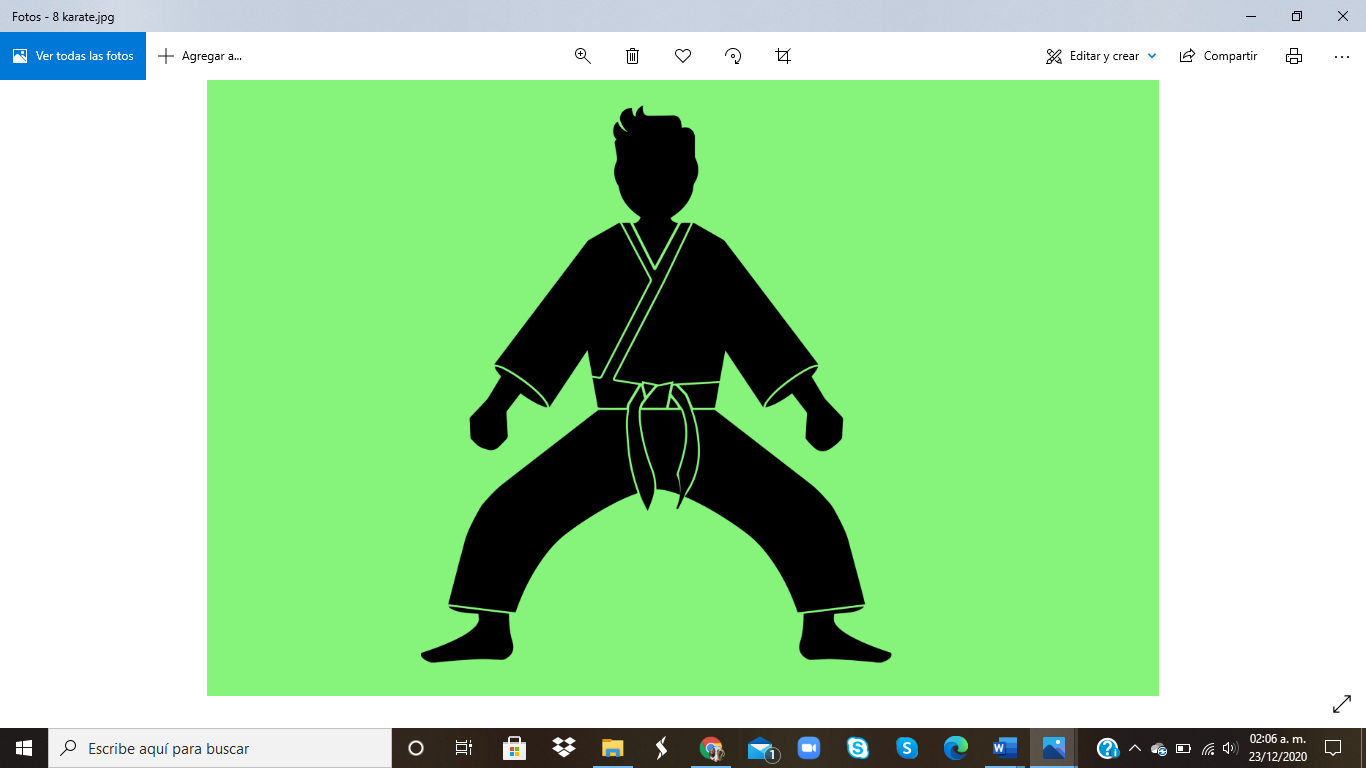 Fotos - 8 karate.jpg
Ver todas las fotos
Agregar a...
Editar y crear
Compartir
Escribe aquí para buscar
1
02:06 a. m.
23/12/2020